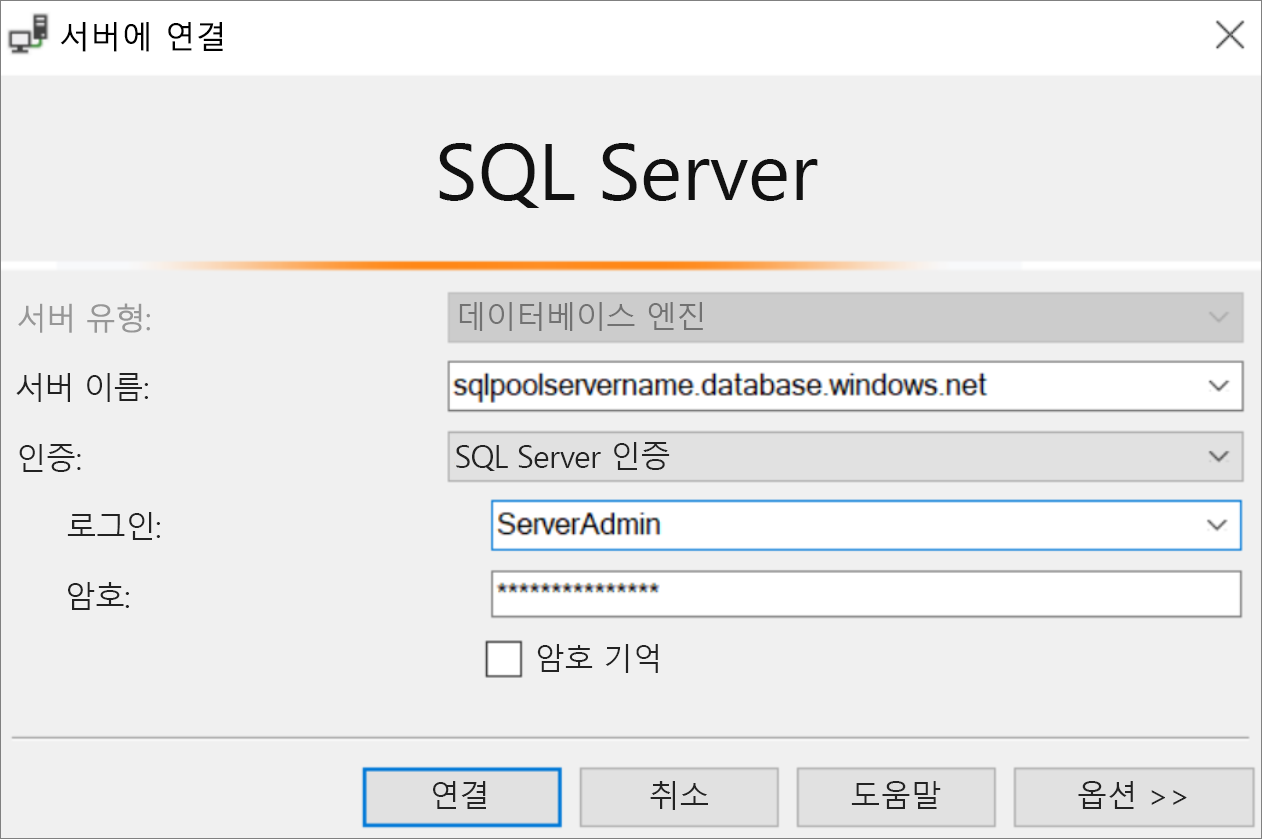 서버에 연결
SQL Server
서버 유형: 데이터베이스 엔진
서버 이름: sqlpoolservername.database.windows.net
인증: SQL Server 인증
로그인: ServerAdmin
암호: ***************
암호 기억
연결 취소 도움말 옵션 >>